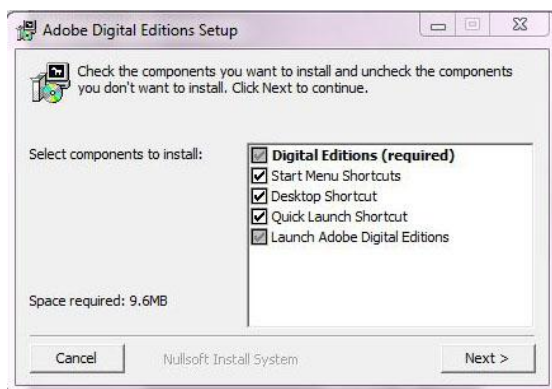 Adobe Digital Editions Setup
Check the components you want to install and uncheck the components
you don't want to install. Click Next to continue.
Select components to install:
Digital Editions (required)
Start Menu Shortcuts
Desktop Shortcut
Quick Launch Shortcut
Launch Adobe Digital Editions
Space required: 9.6MB
Cancel
Nullsoft Install System
Next >